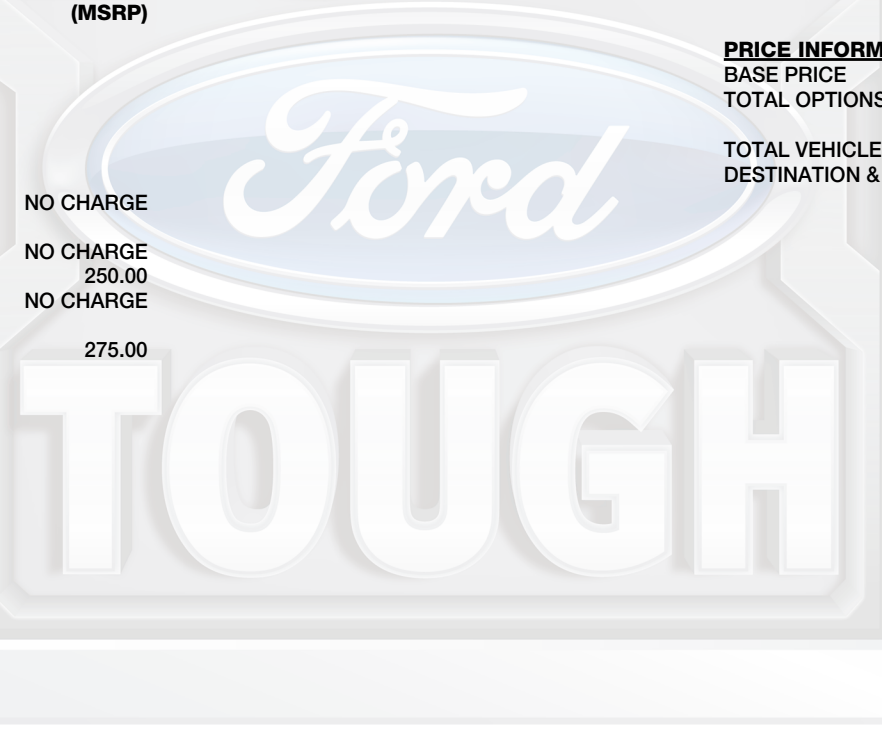 (MSRP)
NO CHARGE
NO CHARGE
250.00
NO CHARGE
275.00
PRICE INFORM
BASE PRICE
TOTAL OPTIONS
TOTAL VEHICLE
DESTINATION &
Ford
TOUGH